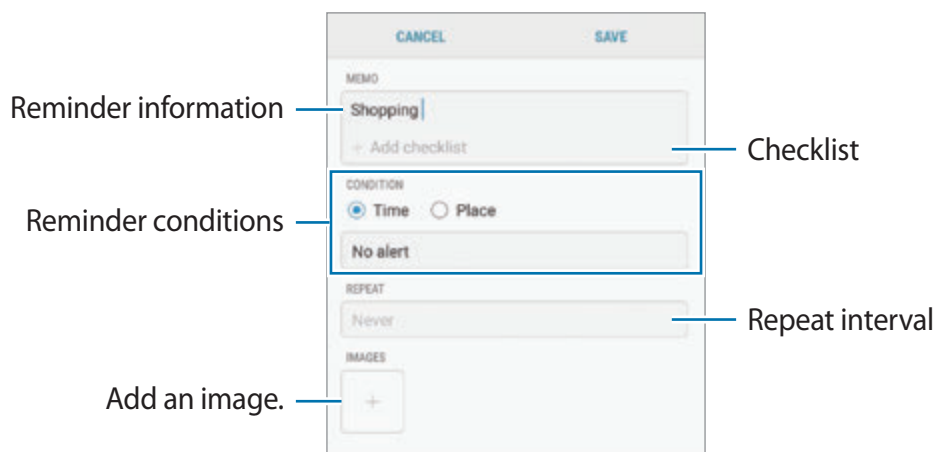 CANCEL SAVE
MEMO
Reminder information
Shopping
+ Add checklist
Checklist
CONDITION
Time Place
Reminder conditions
No alert
REPEAT
Never
Repeat interval
IMAGES
Add an image.
+